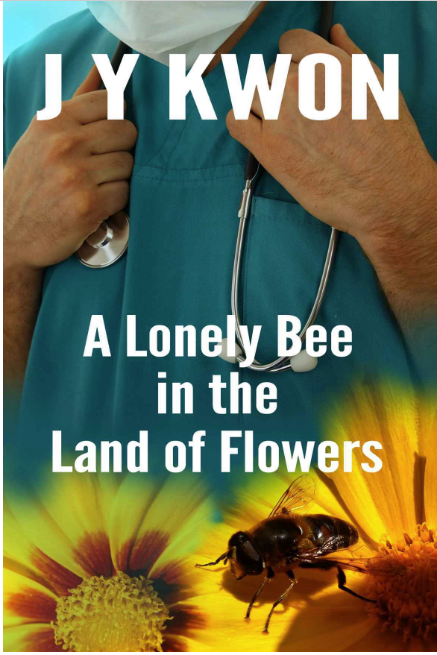 J Y KWON
A Lonely Bee
in the
Land of Flowers